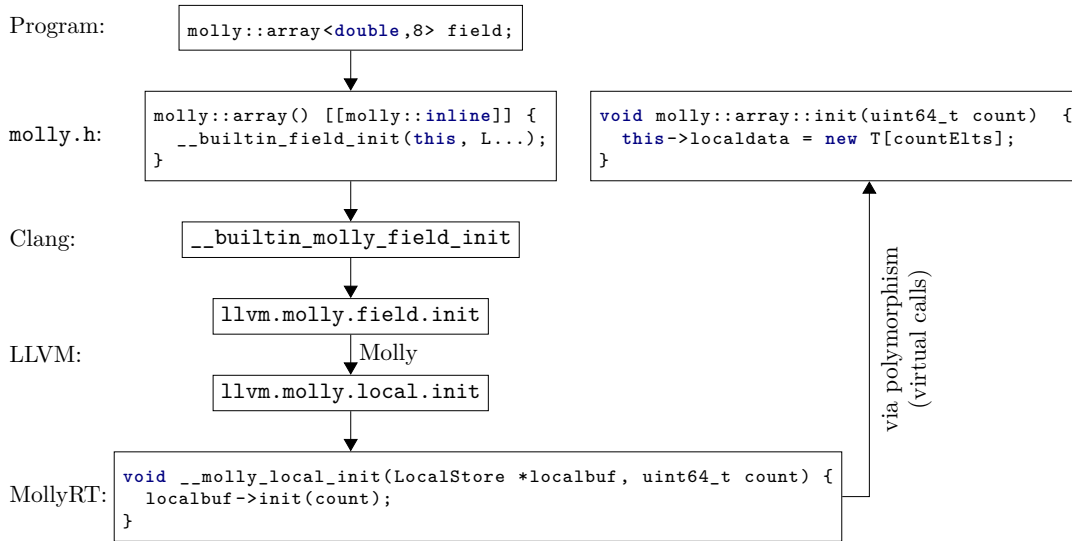 Program:
molly::array<double,8> field;
molly.h:
molly::array() [[molly::inline]] {
  __builtin_field_init(this, L...);
}
void molly::array::init(uint64_t count)  {
  this->localdata = new T[countElts];
}
Clang:
__builtin_molly_field_init
llvm.molly.field.init
LLVM:
Molly
llvm.molly.local.init
via polymorphism
(virtual calls)
MollyRT:
void __molly_local_init(LocalStore *localbuf, uint64_t count) {
  localbuf->init(count);
}